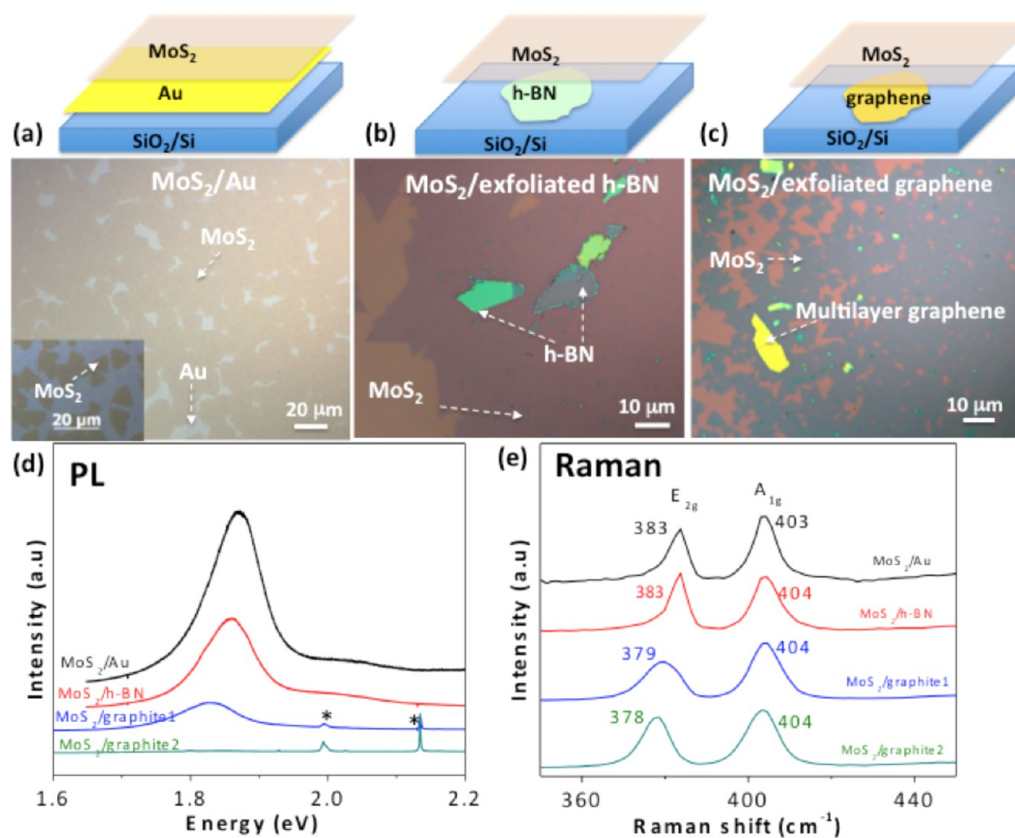 MoS₂
Au
SiO₂/Si
(a)
MoS₂/Au
MoS₂
Au
20 µm
MoS₂
20 µm
MoS₂
h-BN
SiO₂/Si
(b)
MoS₂/exfoliated h-BN
h-BN
MoS₂
10 µm
MoS₂
graphene
SiO₂/Si
(c)
MoS₂/exfoliated graphene
MoS₂
Multilayer graphene
10 µm
(d)
PL
Intensity (a.u)
MoS₂/Au
MoS₂/h-BN
MoS₂/graphite1
MoS₂/graphite2
* *
1.6 1.8 2.0 2.2
Energy (eV)
(e)
Raman
Intensity (a.u)
E₂g A₁g
383 403
MoS₂/Au
383 404
MoS₂/h-BN
379 404
MoS₂/graphite1
378 404
MoS₂/graphite2
360 400 440
Raman shift (cm⁻¹)